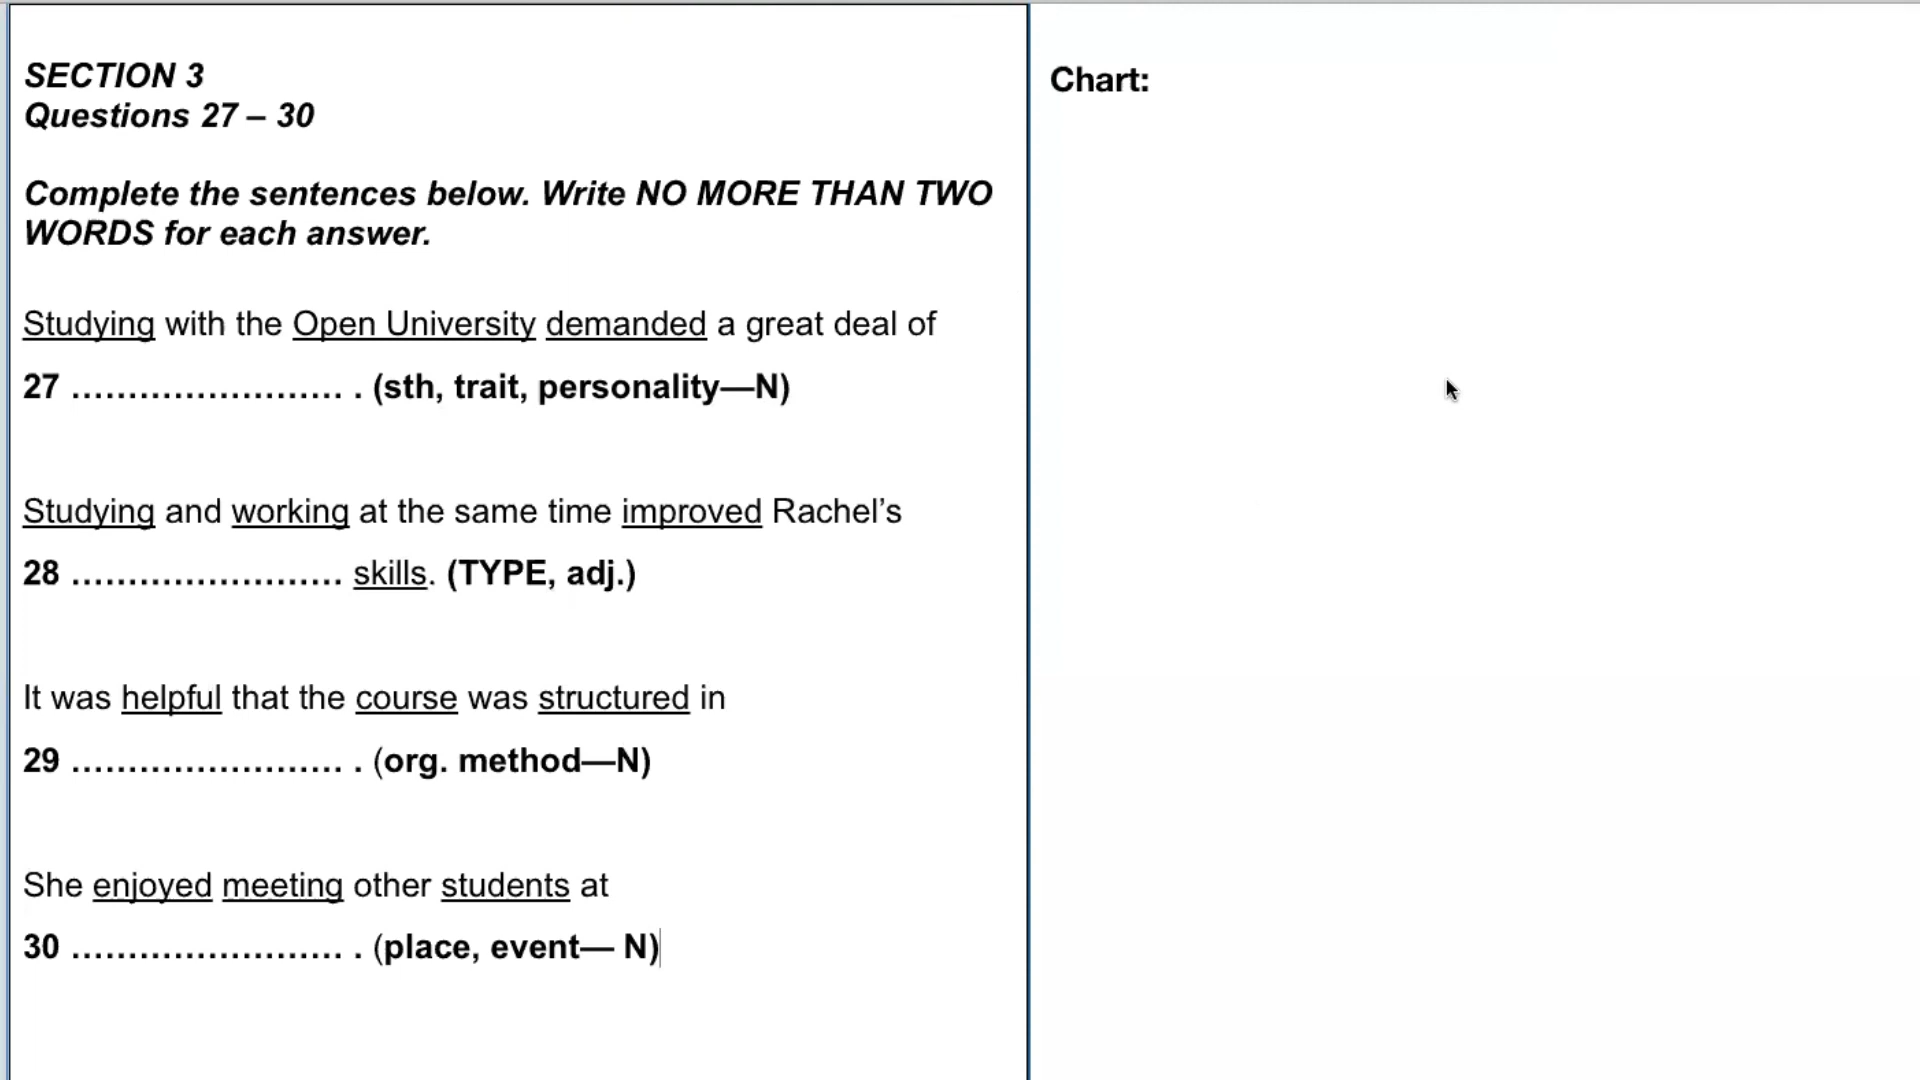 SECTION 3
Questions 27 – 30
Complete the sentences below. Write NO MORE THAN TWO
WORDS for each answer.
Studying with the Open University demanded a great deal of
27 …………………… . (sth, trait, personality—N)
Studying and working at the same time improved Rachel’s
28 …………………… skills. (TYPE, adj.)
It was helpful that the course was structured in
29 …………………… . (org. method—N)
She enjoyed meeting other students at
30 …………………… . (place, event— N)
Chart: